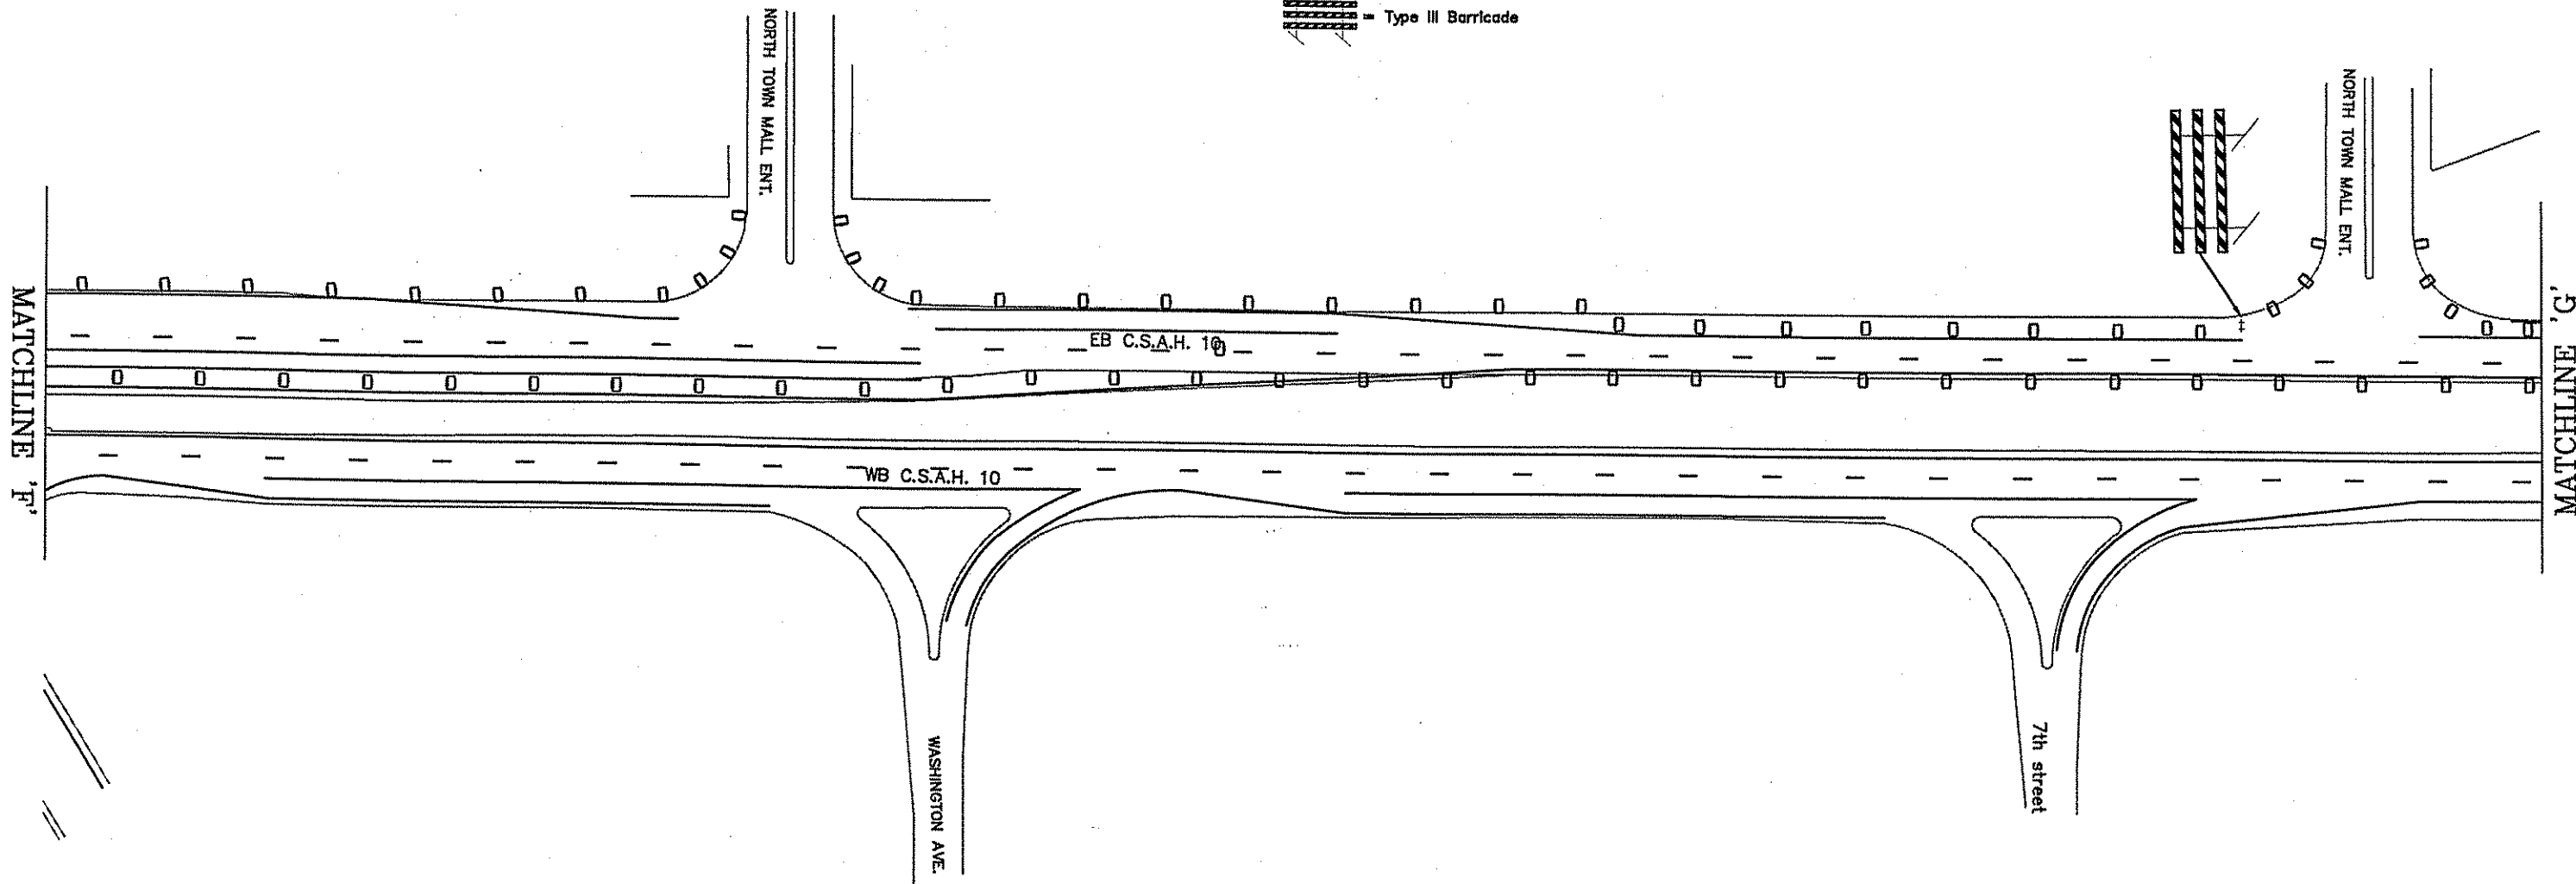 = Type III Barricade
NORTH TOWN MALL ENT.
NORTH TOWN MALL ENT.
MATCHLINE 'F'
EB C.S.A.H. 10
MATCHLINE 'G'
WB C.S.A.H. 10
WASHINGTON AVE.
7th street